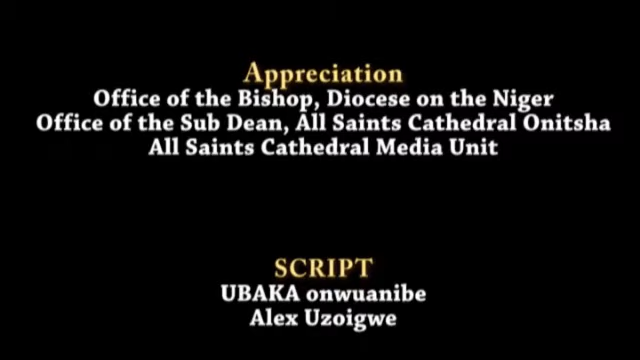 Appreciation
Office of the Bishop, Diocese on the Niger
Office of the Sub Dean, All Saints Cathedral Onitsha
All Saints Cathedral Media Unit
SCRIPT
UBAKA onwuanibe
Alex Uzoigwe